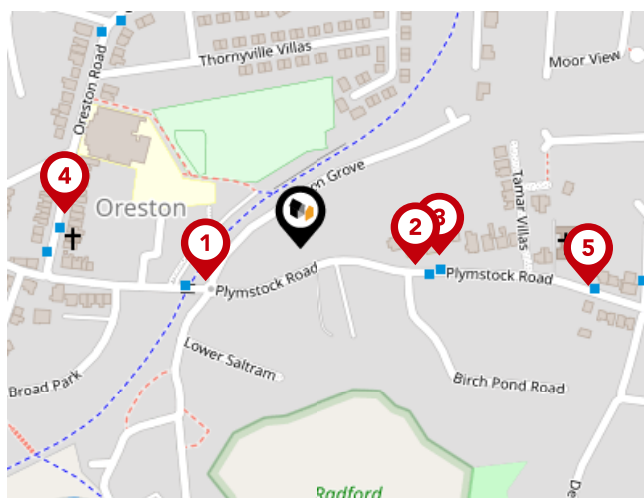 Thornyville Villas
Moor View
Oreston Road
4
Oreston
Grove
1
2
3
Tamar Villas
5
Plymstock Road
Plymstock Road
Lower Saltram
Broad Park
Birch Pond Road
Radford
De